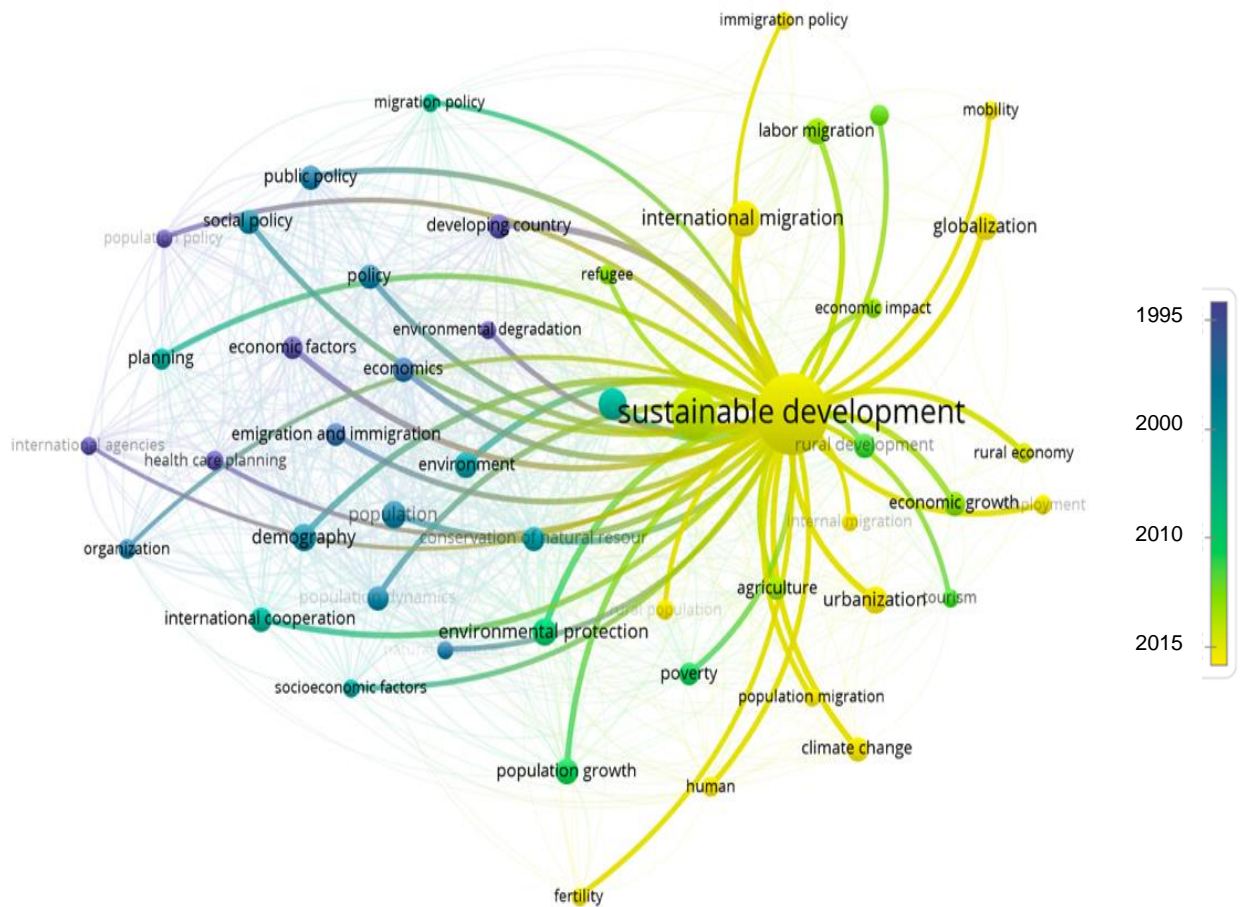 immigration policy
migration policy
mobility
labor migration
public policy
social policy
developing country
international migration
globalization
population policy
policy
refugee
economic impact
1995
environmental degradation
economic factors
planning
economics
sustainable development
2000
emigration and immigration
international agencies
health care planning
environment
rural development
rural economy
economic growth
population
internal migration
demography
conservation of natural resour
organization
2010
agriculture
urbanization
tourism
population dynamics
rural population
international cooperation
environmental protection
2015
poverty
socioeconomic factors
population migration
climate change
population growth
human
fertility